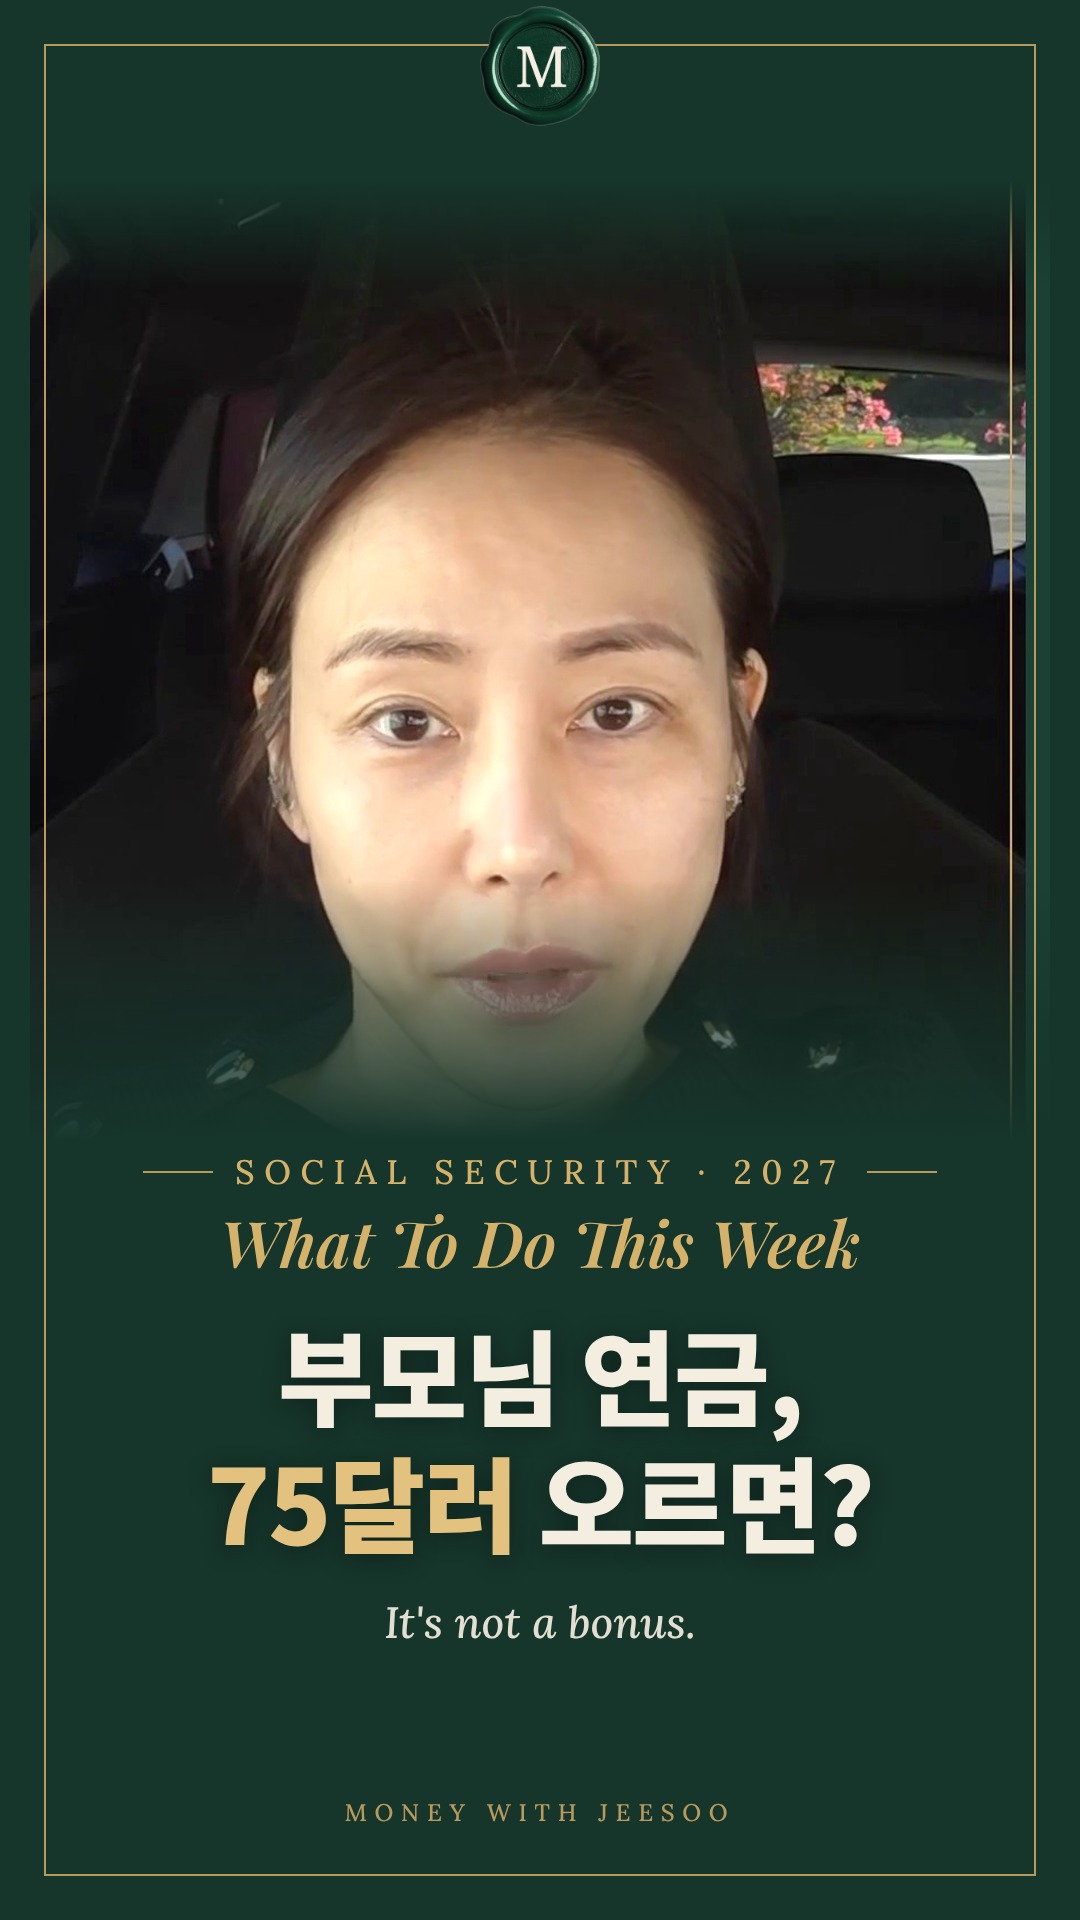 M
SOCIAL SECURITY · 2027
What To Do This Week
부모님 연금,
75달러 오르면?
It's not a bonus.
MONEY WITH JEESOO